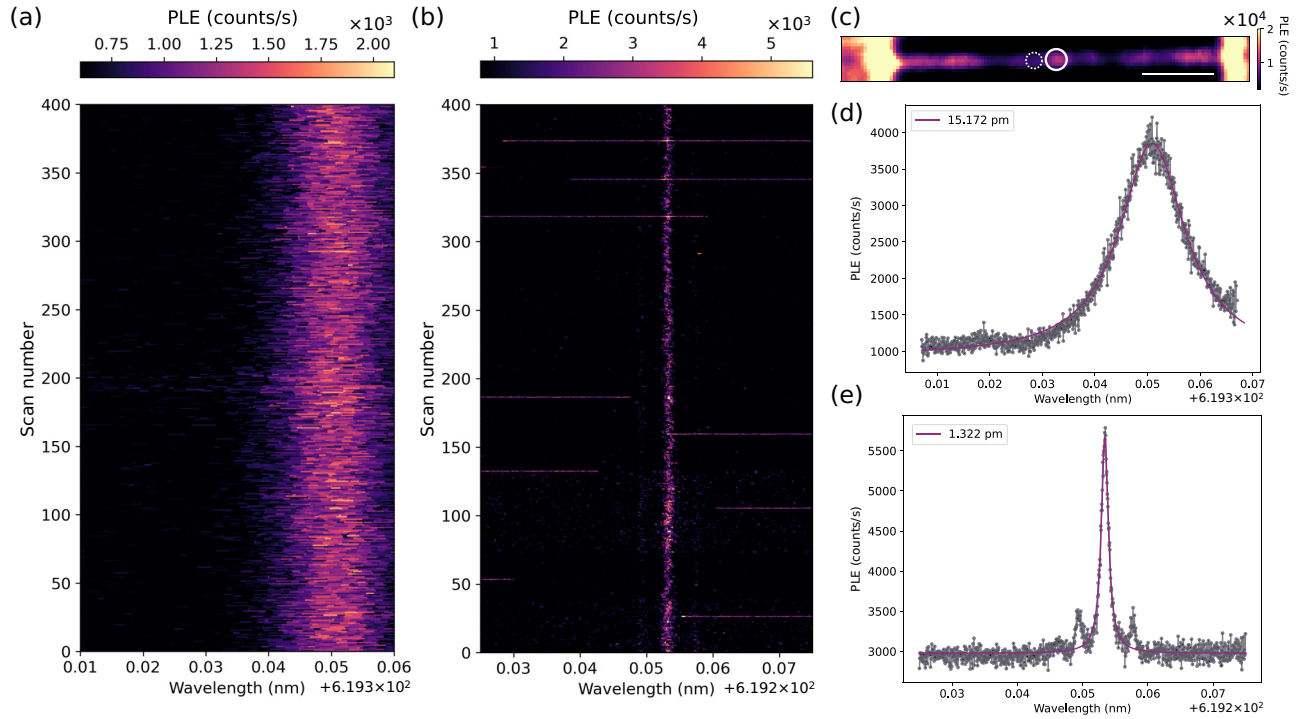 (a)
PLE (counts/s)
×10³
0.75 1.00 1.25 1.50 1.75 2.00
400
350
300
250
200
150
100
50
0
Scan number
0.01 0.02 0.03 0.04 0.05 0.06
Wavelength (nm) +6.193×10²
(b)
PLE (counts/s)
×10³
1 2 3 4 5
400
350
300
250
200
150
100
50
0
Scan number
0.03 0.04 0.05 0.06 0.07
Wavelength (nm) +6.192×10²
(c)
×10⁴
2
1
PLE (counts/s)
(d)
15.172 pm
4000
3500
3000
2500
2000
1500
1000
PLE (counts/s)
0.01 0.02 0.03 0.04 0.05 0.06 0.07
Wavelength (nm) +6.193×10²
(e)
1.322 pm
5500
5000
4500
4000
3500
3000
PLE (counts/s)
0.03 0.04 0.05 0.06 0.07
Wavelength (nm) +6.192×10²